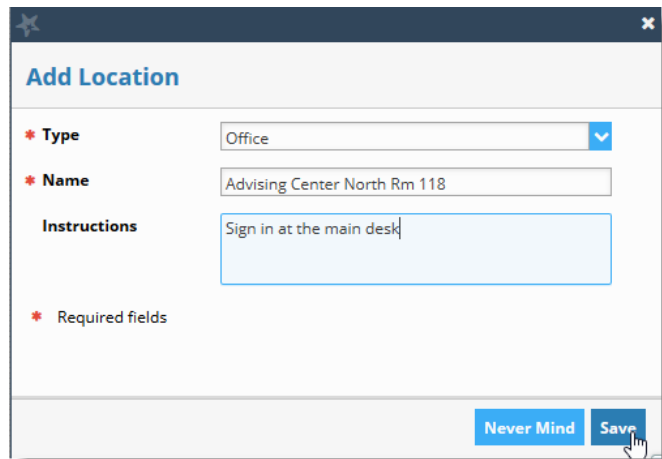 Add Location
* Type Office
* Name Advising Center North Rm 118
Instructions Sign in at the main desk
* Required fields
Never Mind Save